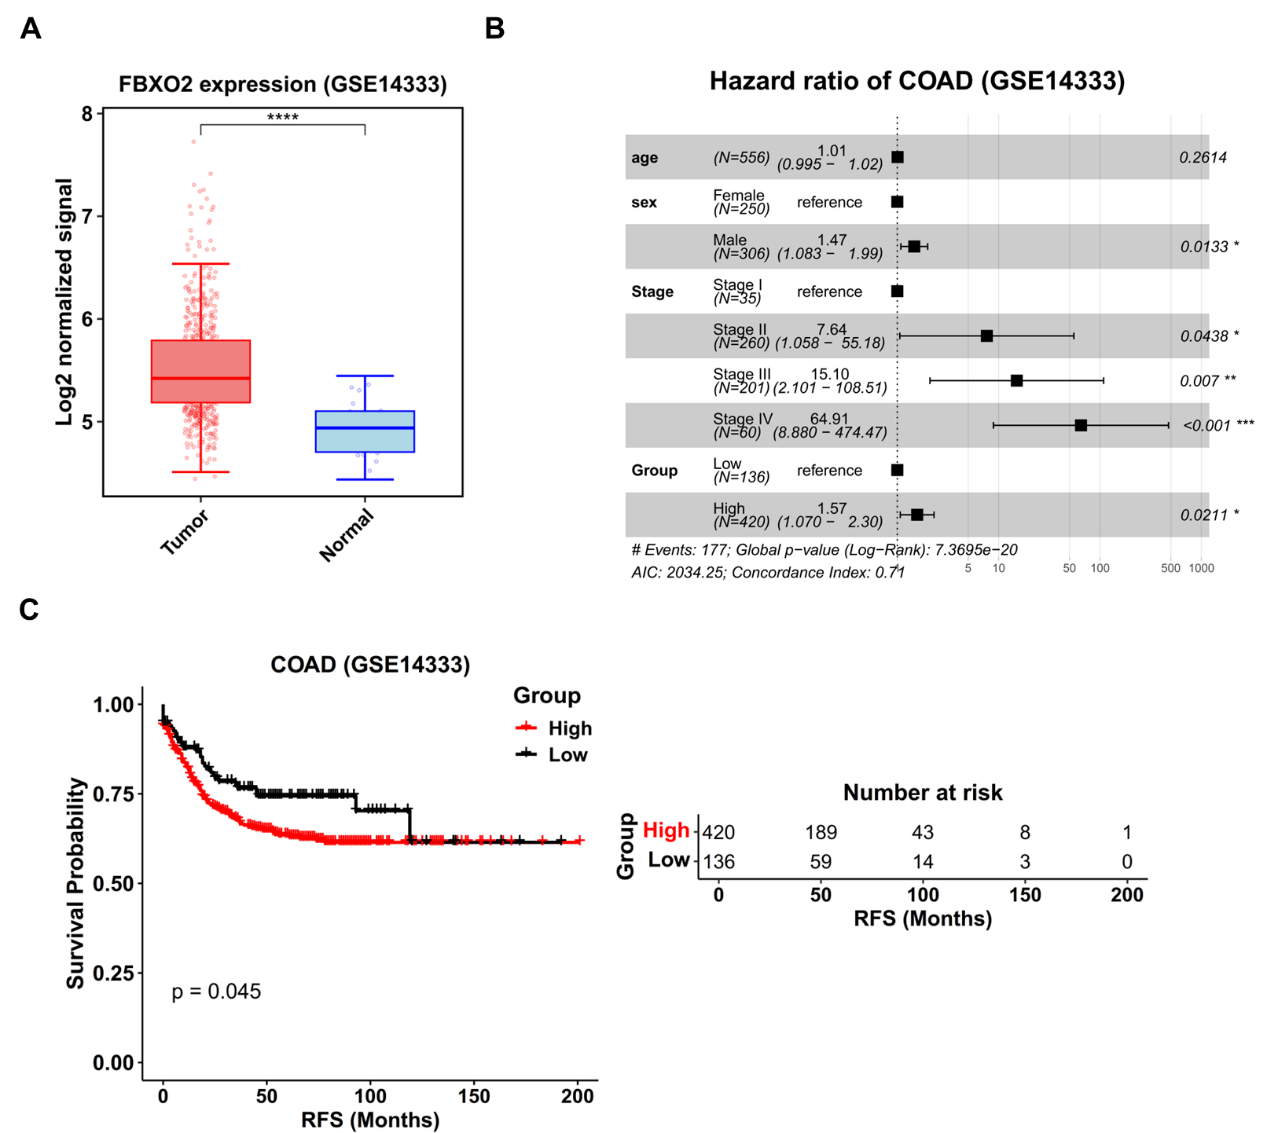 A
FBXO2 expression (GSE14333)
Log2 normalized signal
8
7
6
5
****
Tumor
Normal
B
Hazard ratio of COAD (GSE14333)
age
(N=556)
1.01
(0.995 − 1.02)
0.2614
sex
Female
(N=250)
reference
Male
(N=306)
1.47
(1.083 − 1.99)
0.0133 *
Stage
Stage I
(N=35)
reference
Stage II
(N=260)
7.64
(1.058 − 55.18)
0.0438 *
Stage III
(N=201)
15.10
(2.101 − 108.51)
0.007 **
Stage IV
(N=60)
64.91
(8.880 − 474.47)
<0.001 ***
Group
Low
(N=136)
reference
High
(N=420)
1.57
(1.070 − 2.30)
0.0211 *
# Events: 177; Global p−value (Log−Rank): 7.3695e−20
AIC: 2034.25; Concordance Index: 0.71
1 5 10 50 100 500 1000
C
COAD (GSE14333)
Group
High
Low
Survival Probability
1.00
0.75
0.50
0.25
0.00
p = 0.045
0 50 100 150 200
RFS (Months)
Number at risk
Group
High 420 189 43 8 1
Low 136 59 14 3 0
0 50 100 150 200
RFS (Months)